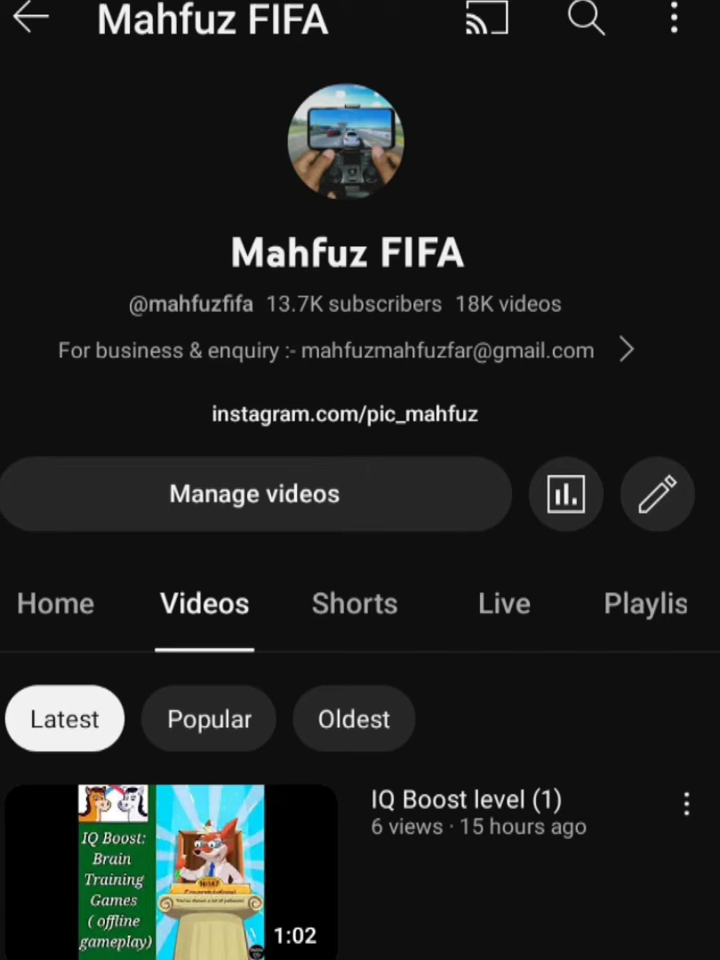 Mahfuz FIFA
Mahfuz FIFA
@mahfuzfifa 13.7K subscribers 18K videos
For business & enquiry :- mahfuzmahfuzfar@gmail.com
instagram.com/pic_mahfuz
Manage videos
Home Videos Shorts Live Playlis
Latest Popular Oldest
IQ Boost level (1)
6 views · 15 hours ago
IQ Boost:
Brain
Training
Games
( offline
gameplay)
1:02